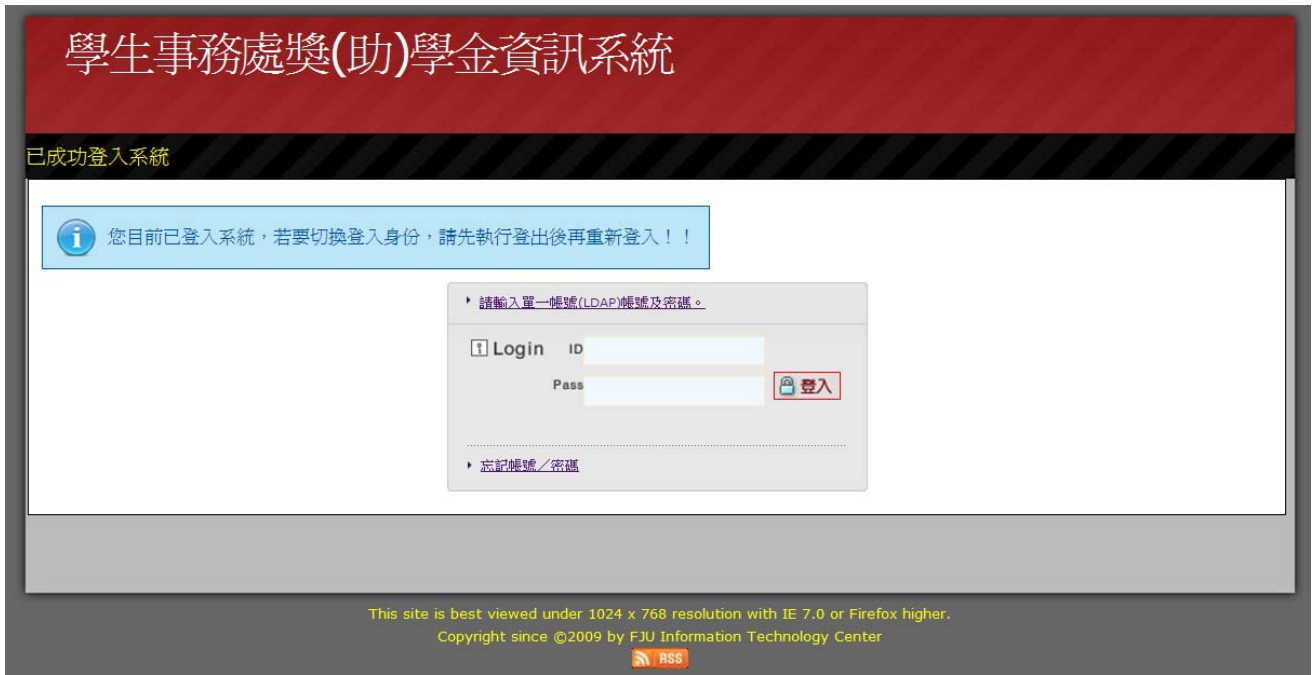 學生事務處獎(助)學金資訊系統
已成功登入系統
您目前已登入系統，若要切換登入身份，請先執行登出後再重新登入！！
請輸入單一帳號(LDAP)帳號及密碼。
Login ID
Pass
登入
忘記帳號／密碼
This site is best viewed under 1024 x 768 resolution with IE 7.0 or Firefox higher.
Copyright since ©2009 by FJU Information Technology Center
RSS